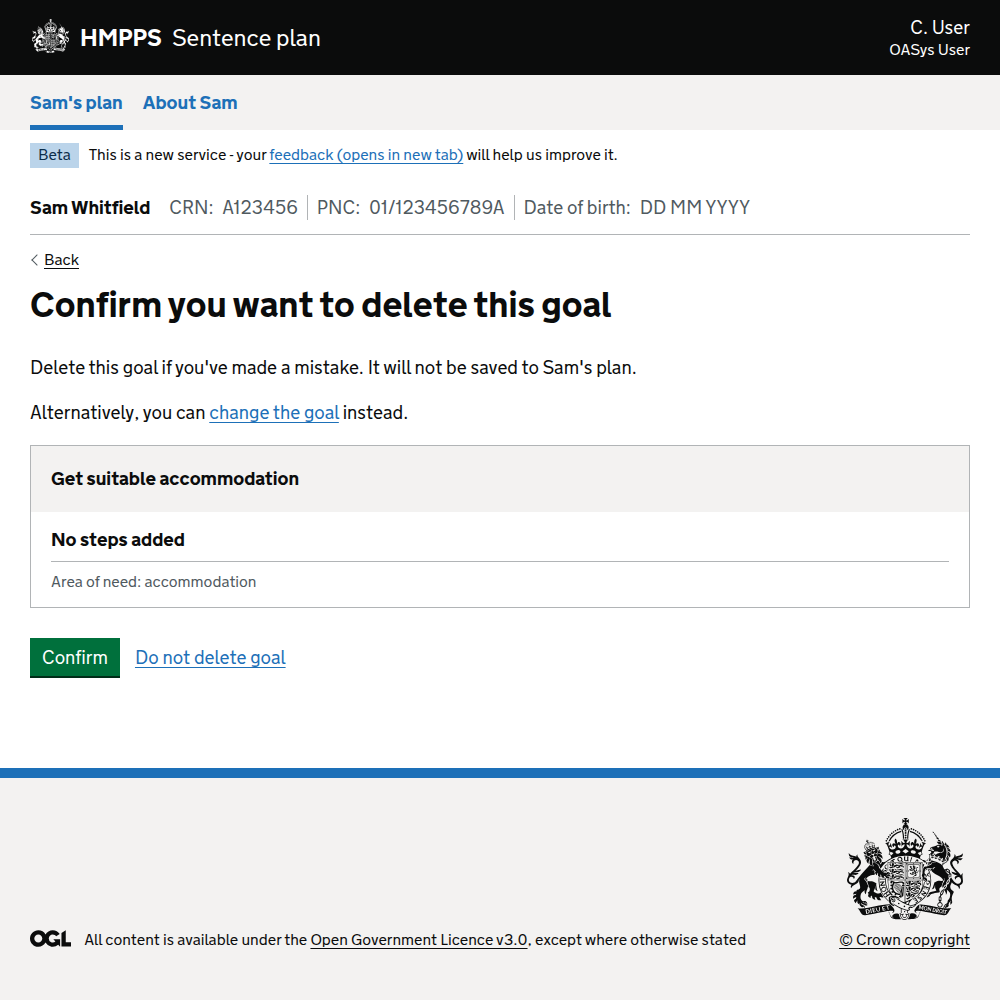 HMPPS Sentence plan
C. User
OASys User
Sam's plan About Sam
Beta This is a new service - your feedback (opens in new tab) will help us improve it.
Sam Whitfield CRN: A123456 PNC: 01/123456789A Date of birth: DD MM YYYY
Back
Confirm you want to delete this goal
Delete this goal if you've made a mistake. It will not be saved to Sam's plan.
Alternatively, you can change the goal instead.
Get suitable accommodation
No steps added
Area of need: accommodation
Confirm Do not delete goal
OGL All content is available under the Open Government Licence v3.0, except where otherwise stated
© Crown copyright